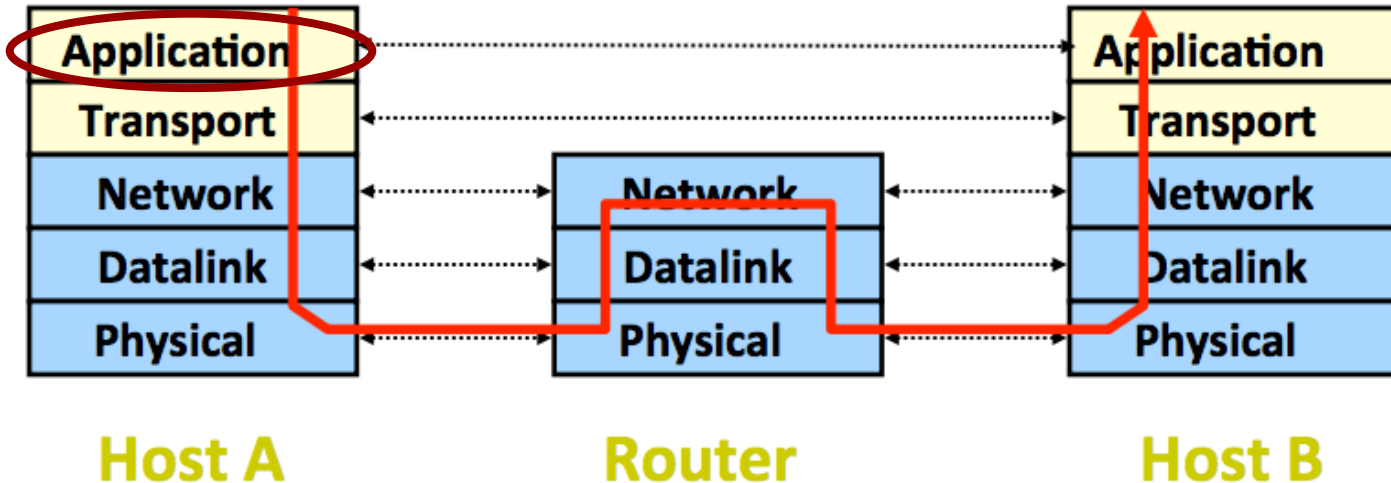 Application Application
Transport Transport
Network Network Network
Datalink Datalink Datalink
Physical Physical Physical
Host A Router Host B